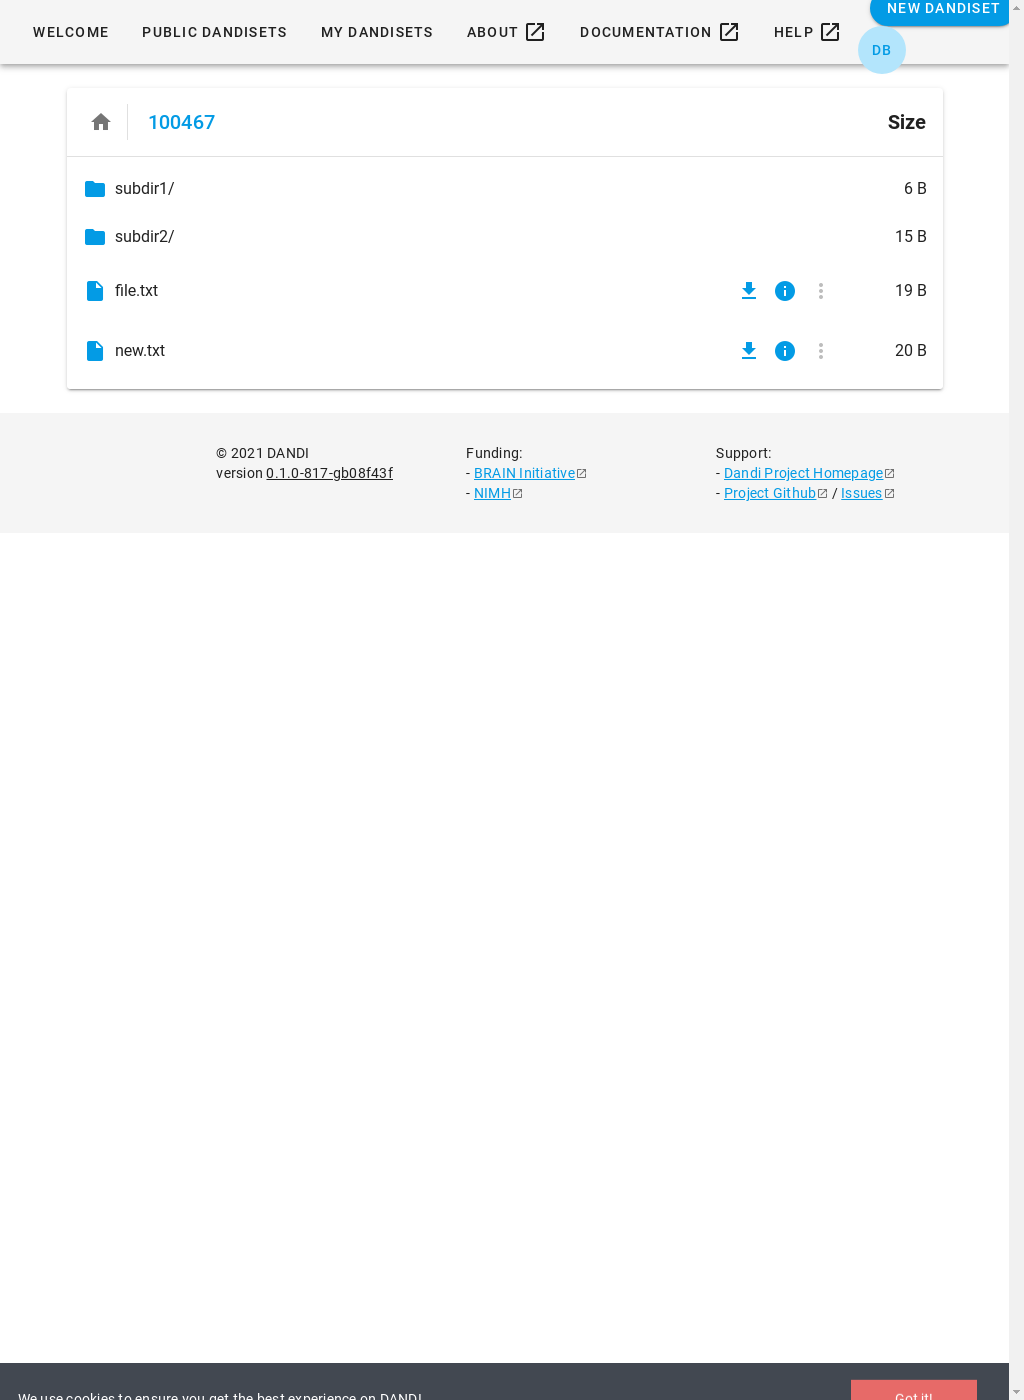 NEW DANDISET
WELCOME PUBLIC DANDISETS MY DANDISETS ABOUT DOCUMENTATION HELP
DB
100467 Size
subdir1/ 6 B
subdir2/ 15 B
file.txt 19 B
new.txt 20 B
© 2021 DANDI Funding: Support:
version 0.1.0-817-gb08f43f - BRAIN Initiative - Dandi Project Homepage
- NIMH - Project Github / Issues
We use cookies to ensure you get the best experience on DANDI. Got it!